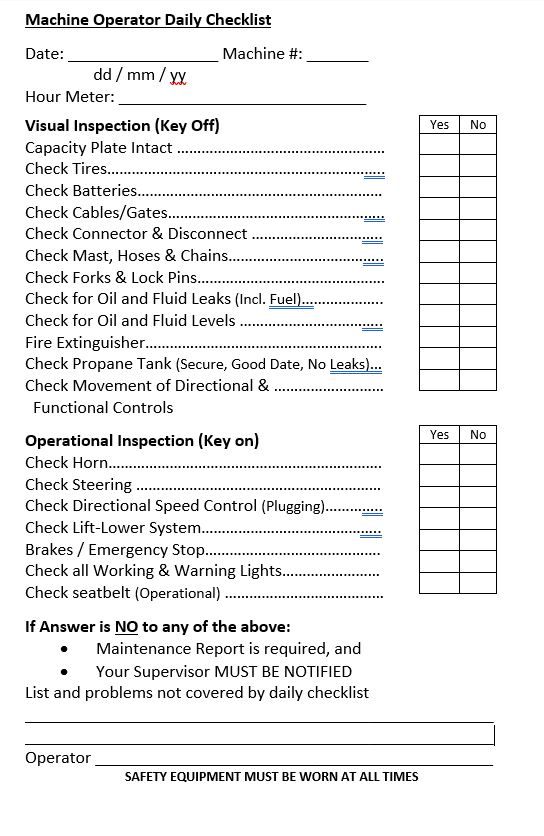 Machine Operator Daily Checklist
Date: __________________ Machine #: _______
dd / mm / yy
Hour Meter: ______________________________
Visual Inspection (Key Off) Yes No
Capacity Plate Intact ....................................................
Check Tires.....................................................................
Check Batteries..............................................................
Check Cables/Gates......................................................
Check Connector & Disconnect .................................
Check Mast, Hoses & Chains.......................................
Check Forks & Lock Pins...............................................
Check for Oil and Fluid Leaks (Incl. Fuel)....................
Check for Oil and Fluid Levels ....................................
Fire Extinguisher...........................................................
Check Propane Tank (Secure, Good Date, No Leaks)...
Check Movement of Directional & ...........................
Functional Controls
Operational Inspection (Key on) Yes No
Check Horn....................................................................
Check Steering .............................................................
Check Directional Speed Control (Plugging)..............
Check Lift-Lower System.............................................
Brakes / Emergency Stop............................................
Check all Working & Warning Lights........................
Check seatbelt (Operational) .......................................
If Answer is NO to any of the above:
• Maintenance Report is required, and
• Your Supervisor MUST BE NOTIFIED
List and problems not covered by daily checklist
Operator ________________________________________________
SAFETY EQUIPMENT MUST BE WORN AT ALL TIMES